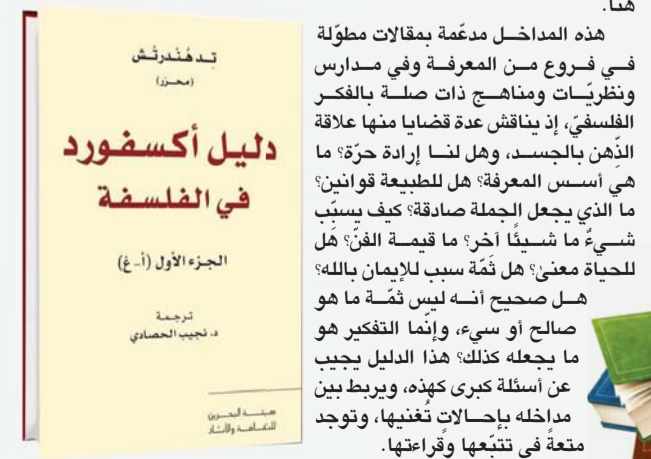 هنا.
هذه المداخل مدعّمة بمقالات مطوّلة
في فروع من المعرفة وفي مدارس
ونظريّات ومناهج ذات صلة بالفكر
الفلسفيّ، إذ يناقش عدة قضايا منها علاقة
الذّهن بالجسد، وهل لنا إرادة حرّة؟ ما
هي أسس المعرفة؟ هل للطبيعة قوانين؟
ما الذي يجعل الجملة صادقة؟ كيف يسبّب
شيءٌ ما شيئًا آخر؟ ما قيمة الفنّ؟ هَل
للحياة معنىٰ؟ هل ثَمّة سبب للإيمان بالله؟
هل صحيح أنه ليس ثمّة ما هو
صالح أو سيء، وإنّما التفكير هو
ما يجعله كذلك؟ هذا الدليل يجيب
عن أسئلة كبرى كهذه، ويربط بين
مداخله بإحالاتٍ تُغنيها، وتوجد
متعةً في تتبّعها وقراءتها.
تد هُندرتش
(محرر)
دليل أكسفورد
في الفلسفة
الجزء الأول (أ - غ)
ترجمة
د. نجيب الحصادي
هيئة البحرين
للثقافة والآثار